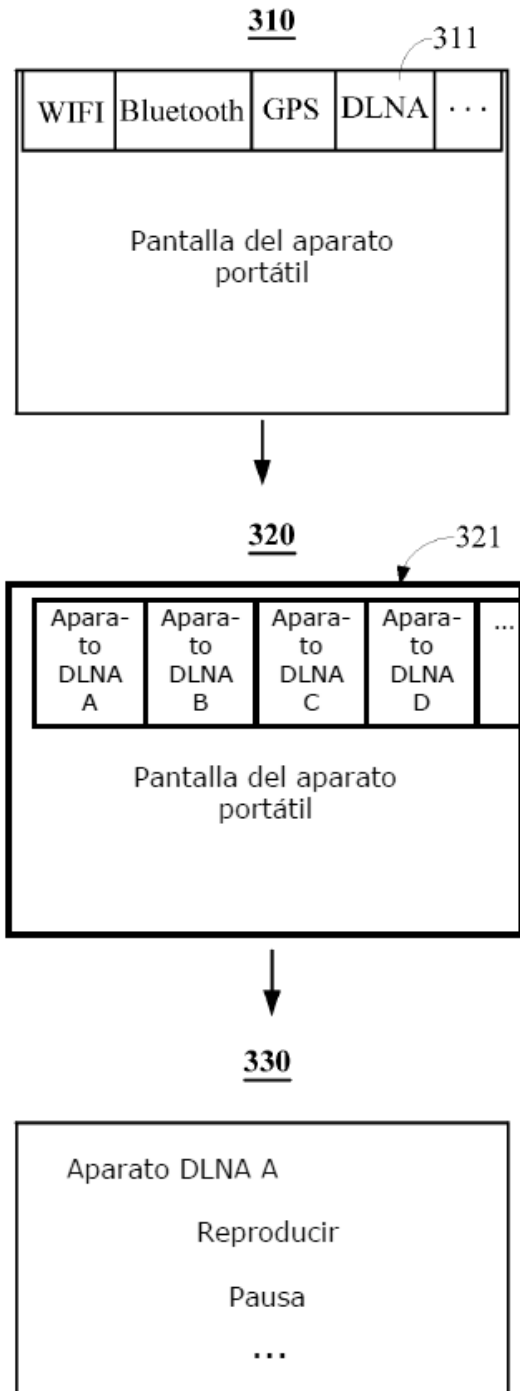 310
311
WIFI Bluetooth GPS DLNA ...
Pantalla del aparato
portátil
320
321
Apara- Apara- Apara- Apara- ...
to to to to
DLNA DLNA DLNA DLNA
A B C D
Pantalla del aparato
portátil
330
Aparato DLNA A
Reproducir
Pausa
...